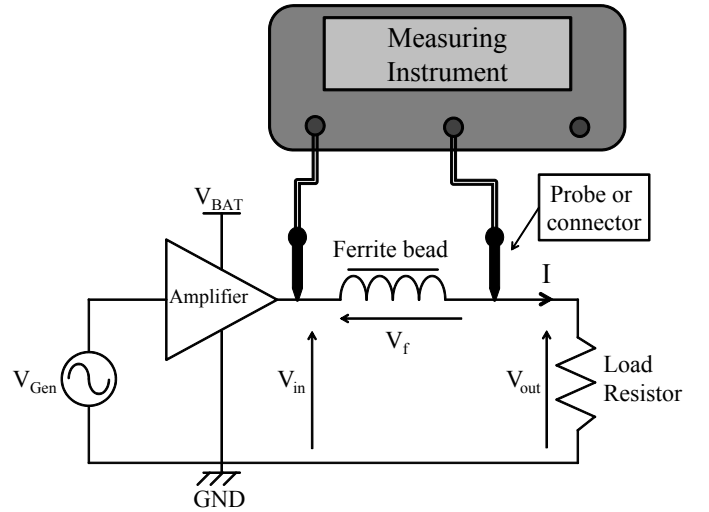 Measuring
Instrument
Probe or
connector
V_BAT
Ferrite bead
Amplifier
I
V_f
V_Gen
V_in
V_out
Load
Resistor
GND